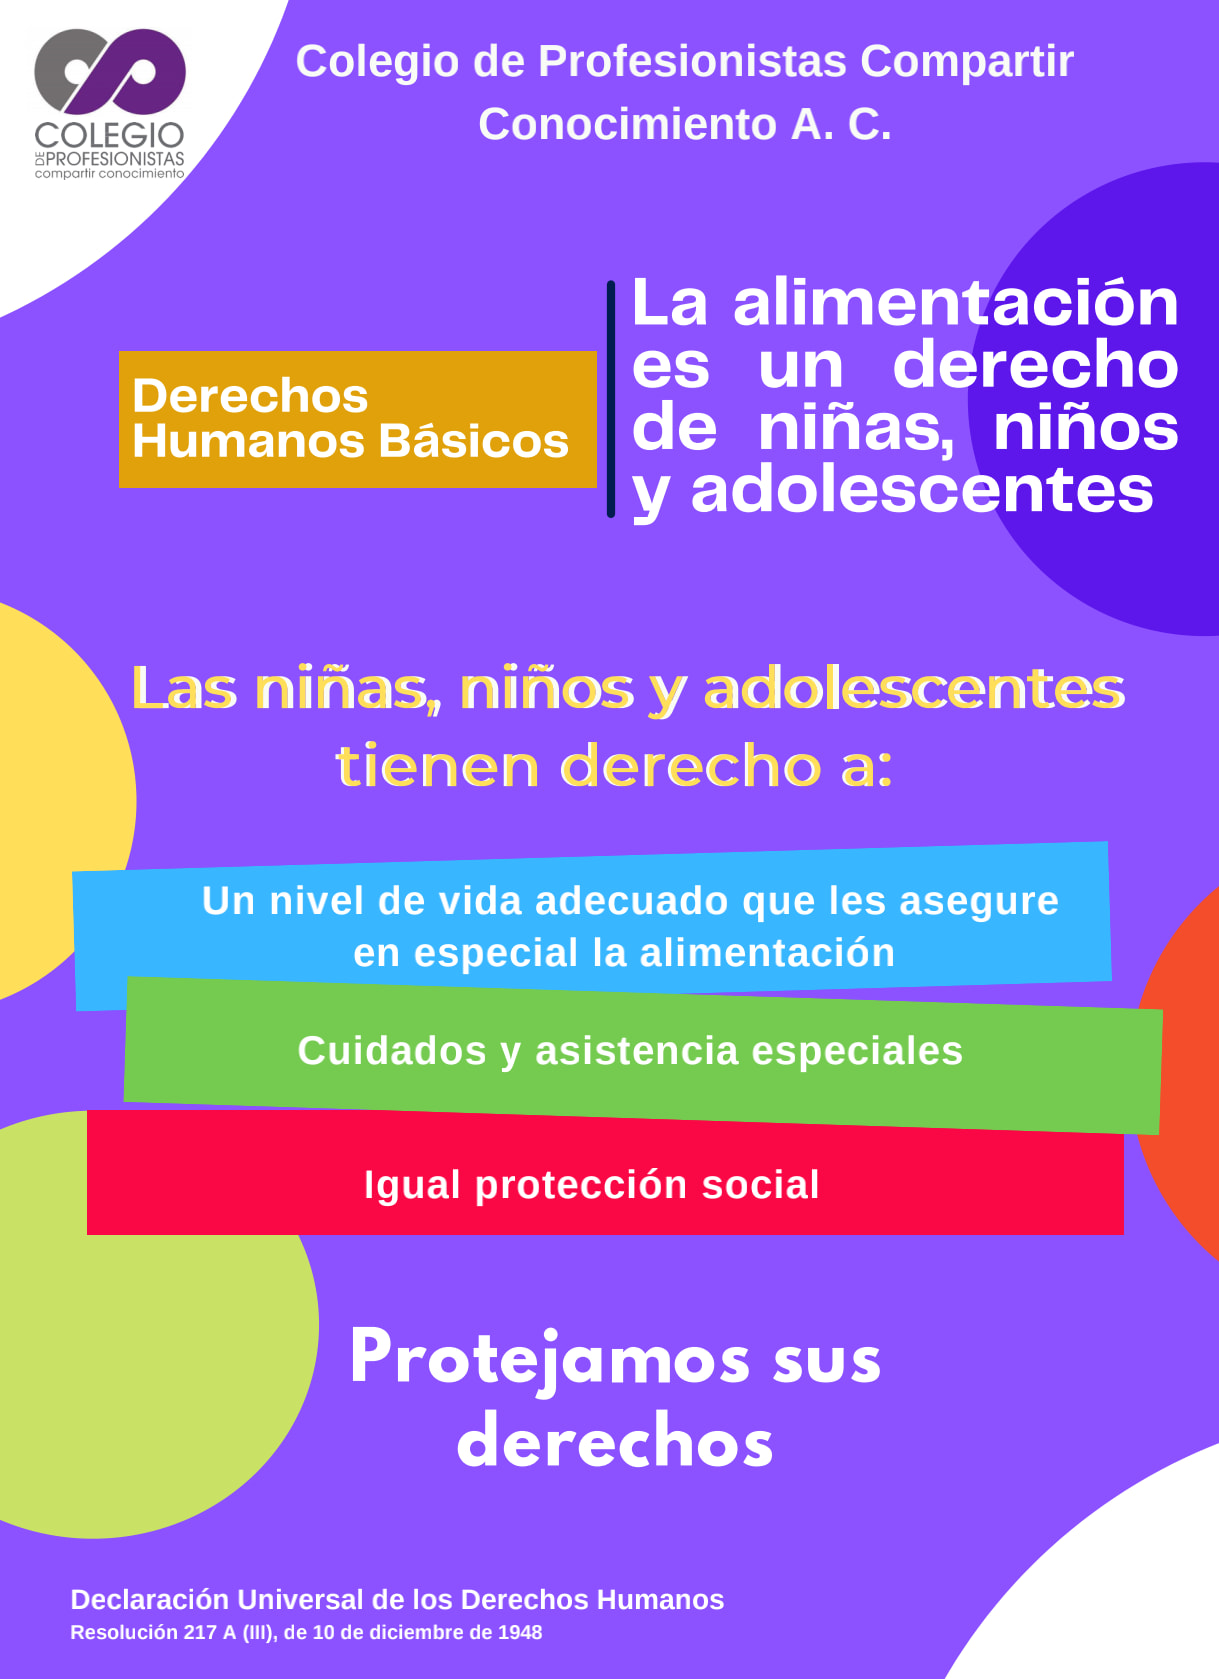 COLEGIO
DE PROFESIONISTAS
compartir conocimiento
Colegio de Profesionistas Compartir
Conocimiento A. C.
Derechos
Humanos Básicos
La alimentación
es un derecho
de niñas, niños
y adolescentes
Las niñas, niños y adolescentes
tienen derecho a:
Un nivel de vida adecuado que les asegure
en especial la alimentación
Cuidados y asistencia especiales
Igual protección social
Protejamos sus
derechos
Declaración Universal de los Derechos Humanos
Resolución 217 A (III), de 10 de diciembre de 1948